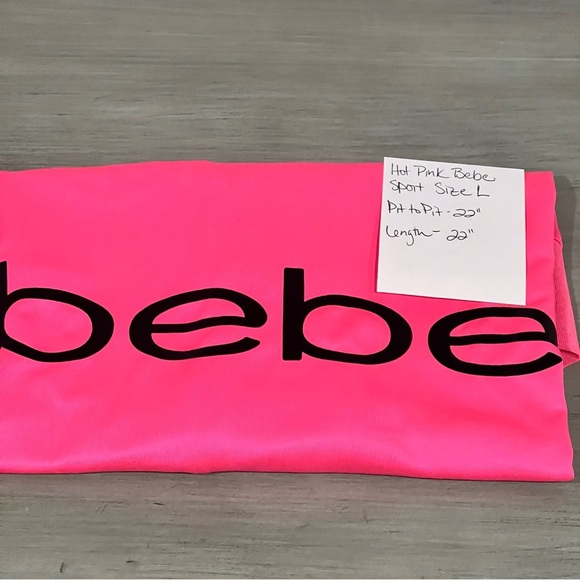 Hot Pink Bebe
Sport Size L
Pit to Pit - 22"
Length - 22"
bebe